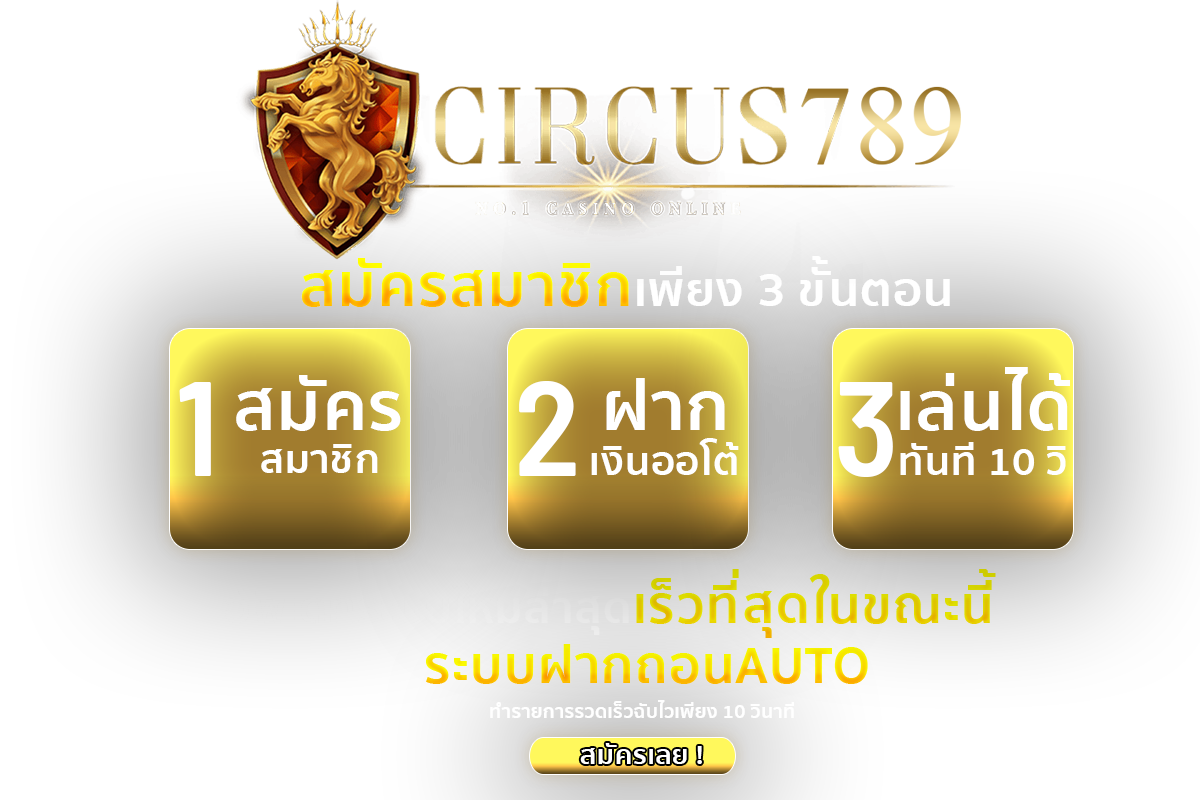 CIRCUS789
NO.1 CASINO ONLINE
สมัครสมาชิกเพียง 3 ขั้นตอน
1 สมัคร
สมาชิก
2 ฝาก
เงินออโต้
3 เล่นได้
ทันที 10 วิ
เร็วที่สุดในขณะนี้
ระบบฝากถอนAUTO
ทำรายการรวดเร็วฉับไวเพียง 10 วินาที
สมัครเลย !